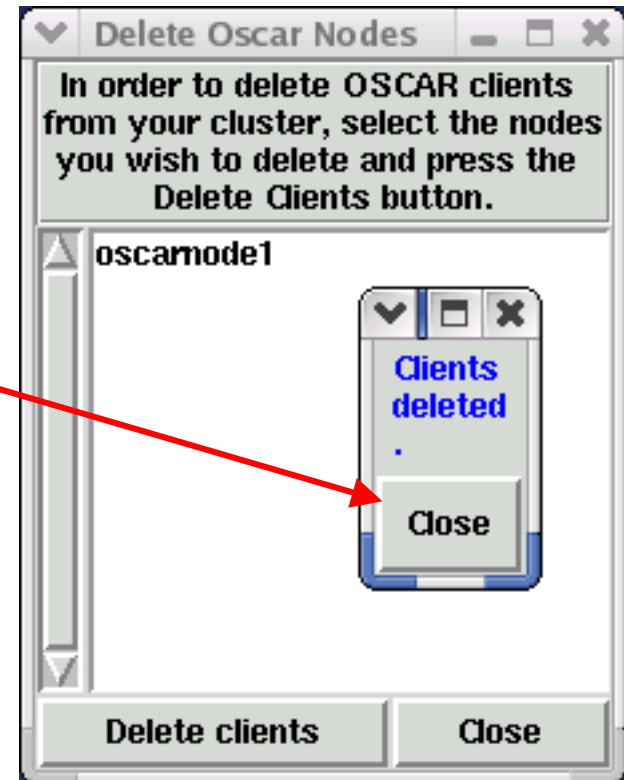 Delete Oscar Nodes
In order to delete OSCAR clients
from your cluster, select the nodes
you wish to delete and press the
Delete Clients button.
oscarnode1
Clients
deleted
.
Close
Delete clients
Close